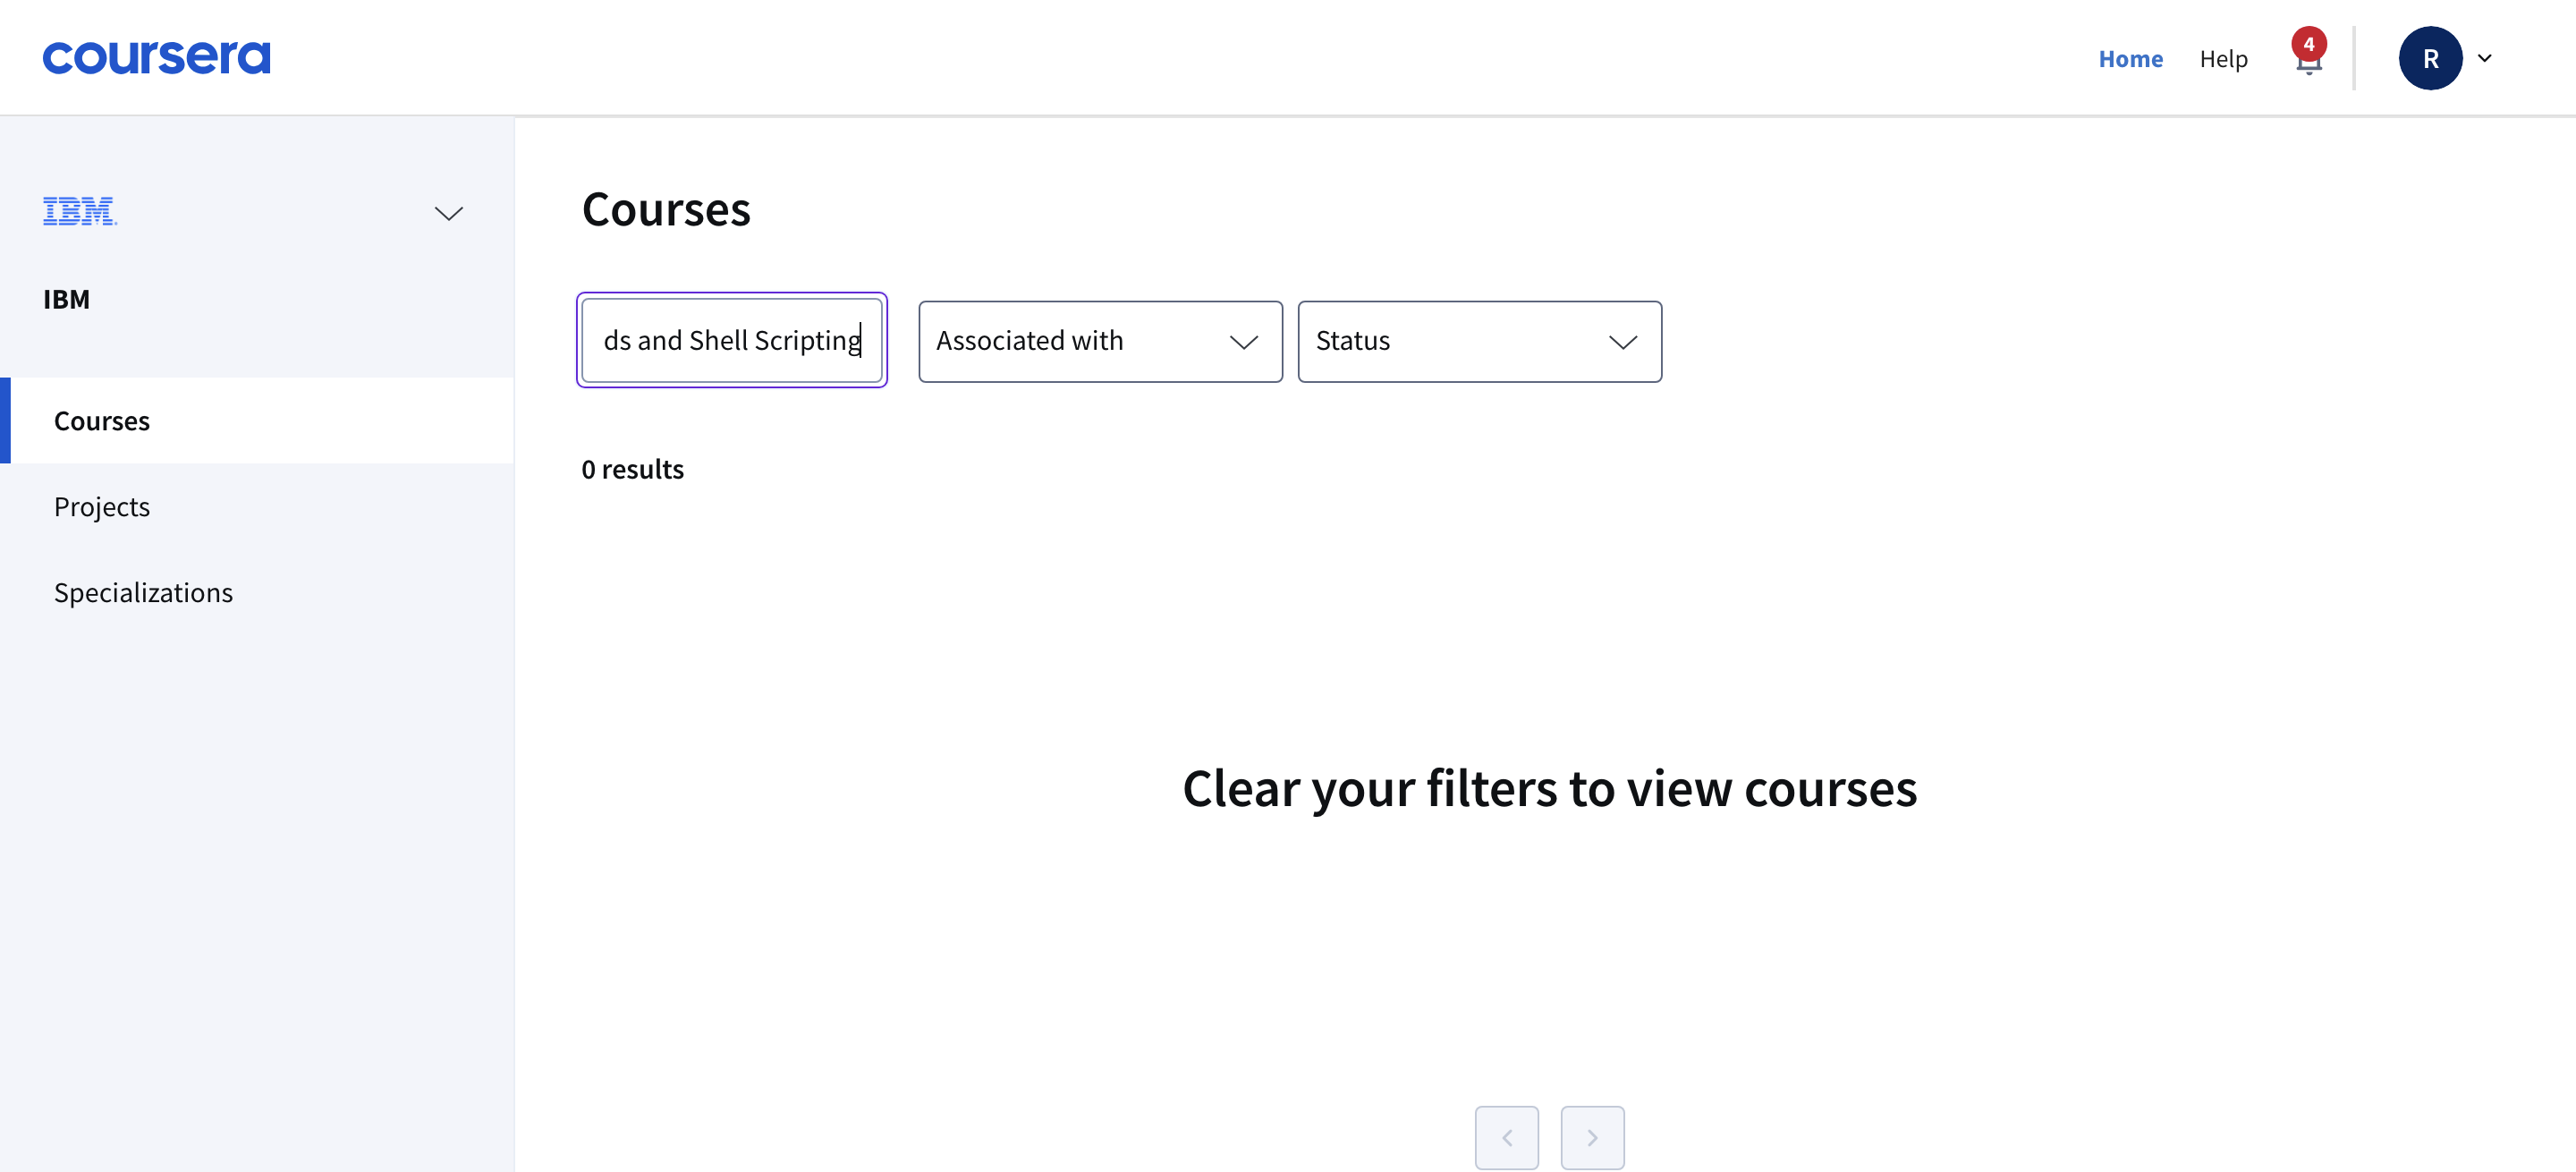 coursera
Home Help 4 R
IBM
IBM
Courses
Projects
Specializations
Courses
ds and Shell Scripting
Associated with
Status
0 results
Clear your filters to view courses